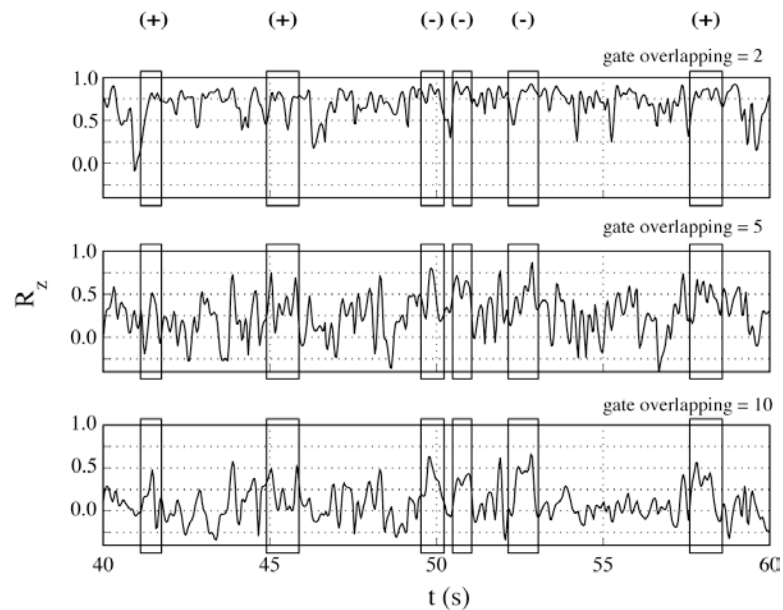 (+) (+) (-) (-) (-) (+)
gate overlapping = 2
1.0
0.5
0.0
gate overlapping = 5
1.0
0.5
0.0
R_z
gate overlapping = 10
1.0
0.5
0.0
40 45 50 55 60
t (s)